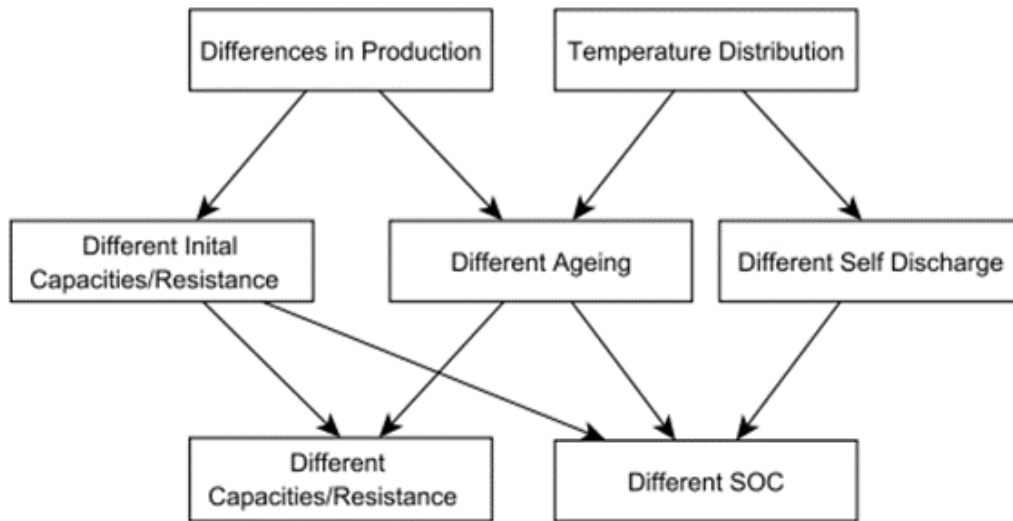 Differences in Production
Temperature Distribution
Different Inital
Capacities/Resistance
Different Ageing
Different Self Discharge
Different
Capacities/Resistance
Different SOC